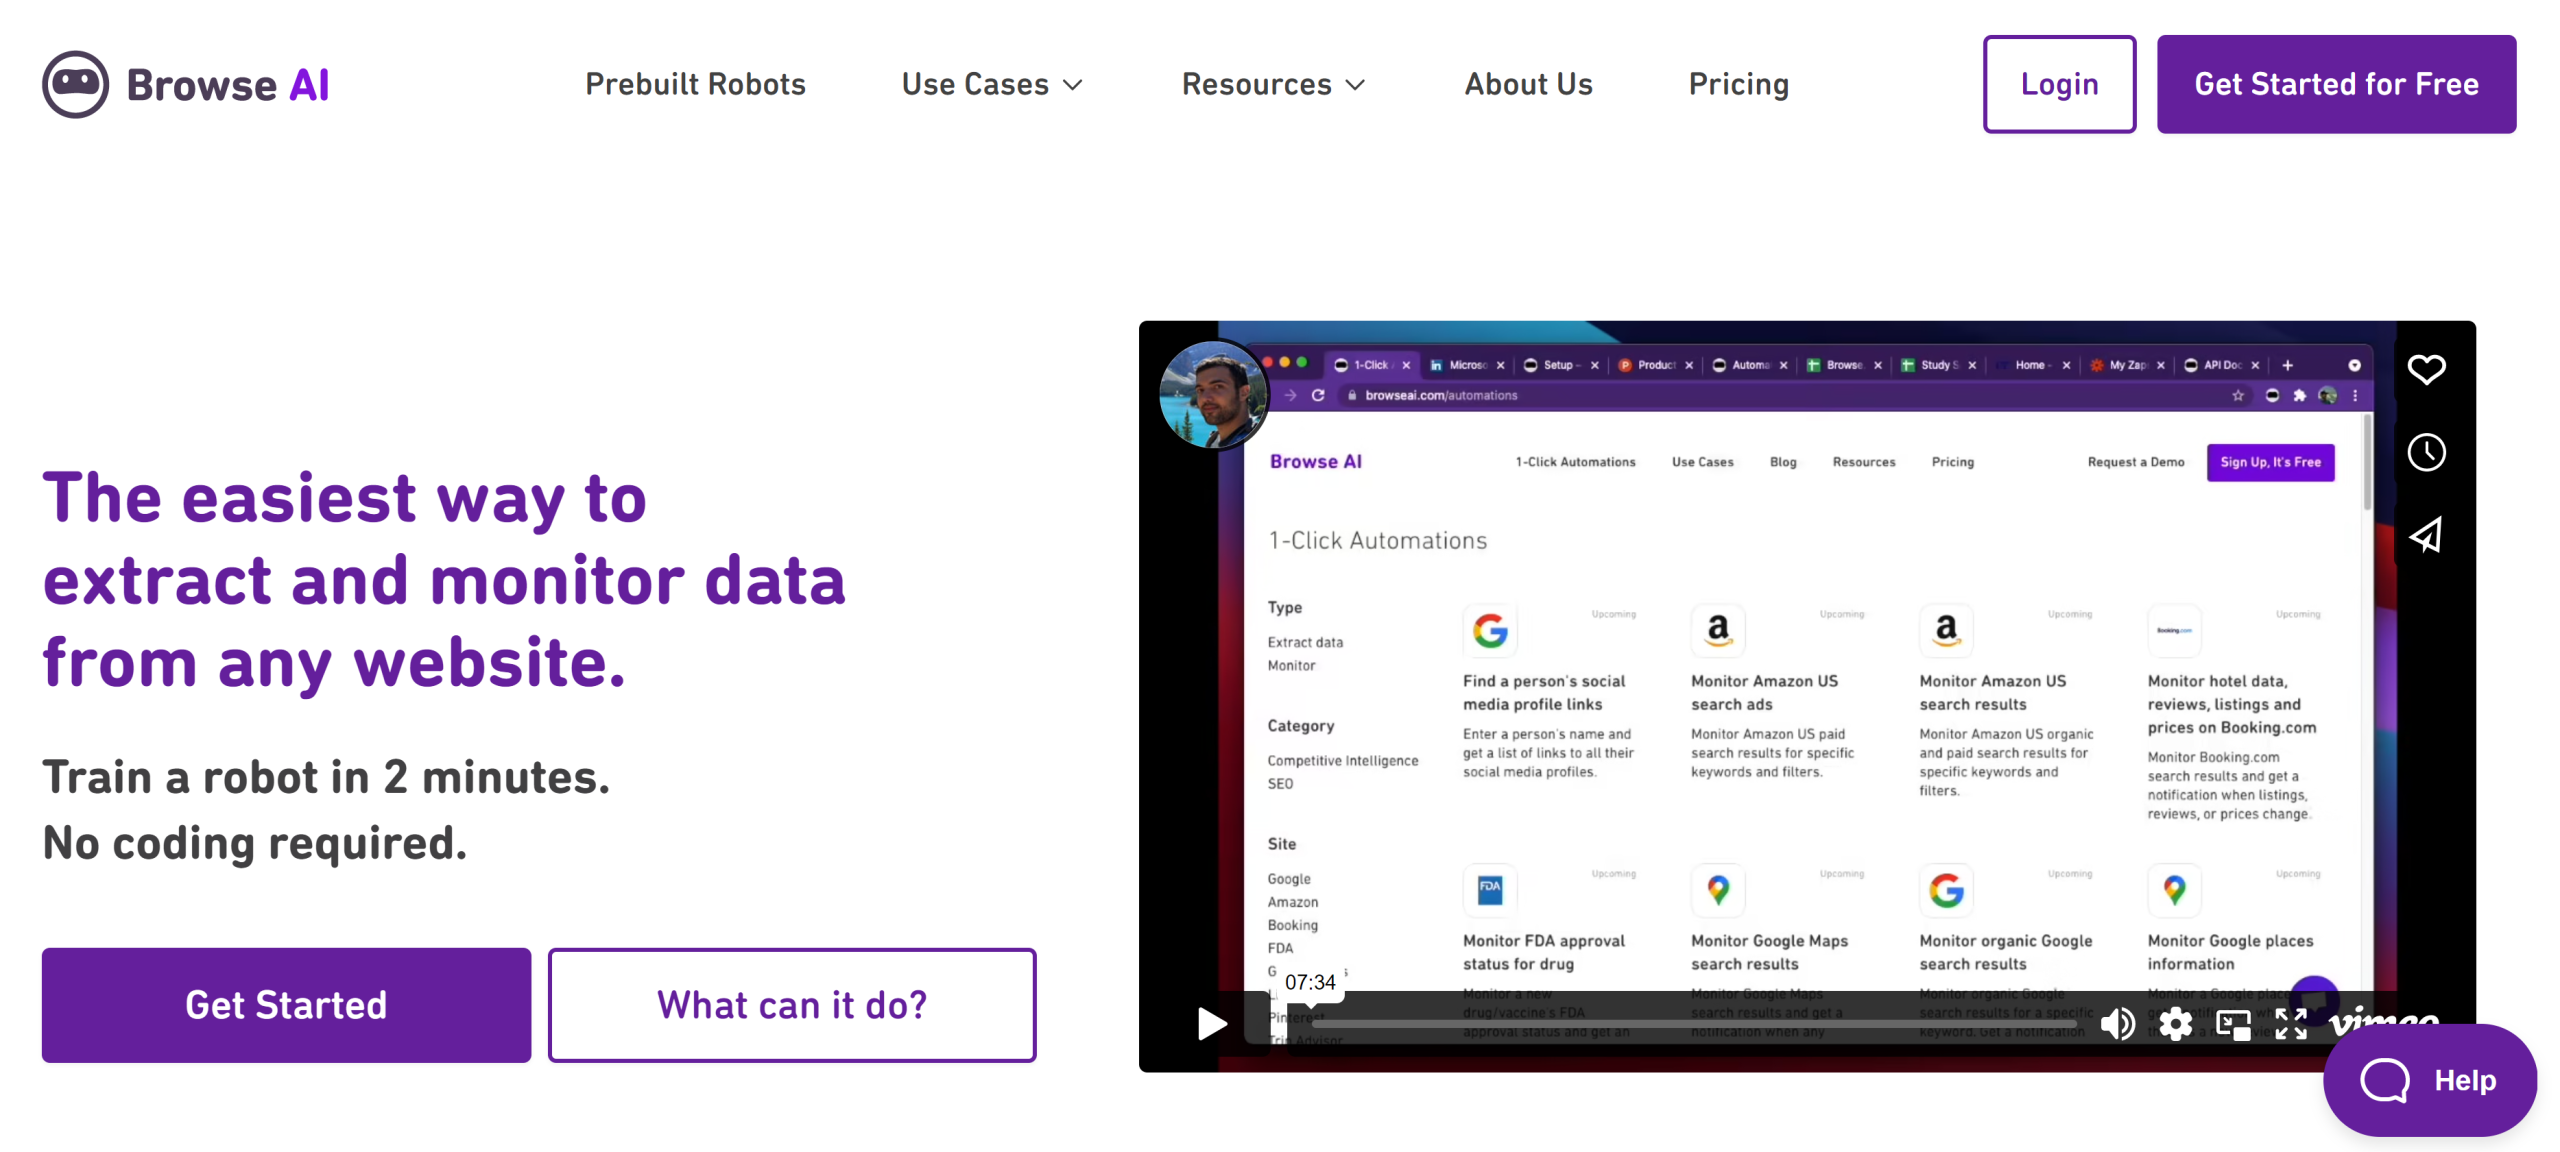 Browse AI
Prebuilt Robots
Use Cases
Resources
About Us
Pricing
Login
Get Started for Free
The easiest way to
extract and monitor data
from any website.
Train a robot in 2 minutes.
No coding required.
Get Started
What can it do?
1-Click
Microso
Setup -
Product
Automa
Browse.
Study S
Home -
My Zap
API Doc
browseai.com/automations
Browse AI
1-Click Automations
Use Cases
Blog
Resources
Pricing
Request a Demo
Sign Up, It's Free
1-Click Automations
Type
Extract data
Monitor
Category
Competitive Intelligence
SEO
Site
Google
Amazon
Booking
FDA
Pinterest
Trip Advisor
Upcoming
Find a person's social
media profile links
Enter a person's name and
get a list of links to all their
social media profiles.
a
Upcoming
Monitor Amazon US
search ads
Monitor Amazon US paid
search results for specific
keywords and filters.
a
Upcoming
Monitor Amazon US
search results
Monitor Amazon US organic
and paid search results for
specific keywords and
filters.
Booking.com
Upcoming
Monitor hotel data,
reviews, listings and
prices on Booking.com
Monitor Booking.com
search results and get a
notification when listings,
reviews, or prices change.
FDA
Upcoming
Monitor FDA approval
status for drug
Monitor a new
drug/vaccine's FDA
approval status and get an
Upcoming
Monitor Google Maps
search results
Monitor Google Maps
search results and get a
notification when any
Upcoming
Monitor organic Google
search results
Monitor organic Google
search results for a specific
keyword. Get a notification
Upcoming
Monitor Google places
information
Monitor a Google place
07:34
vimeo
Help